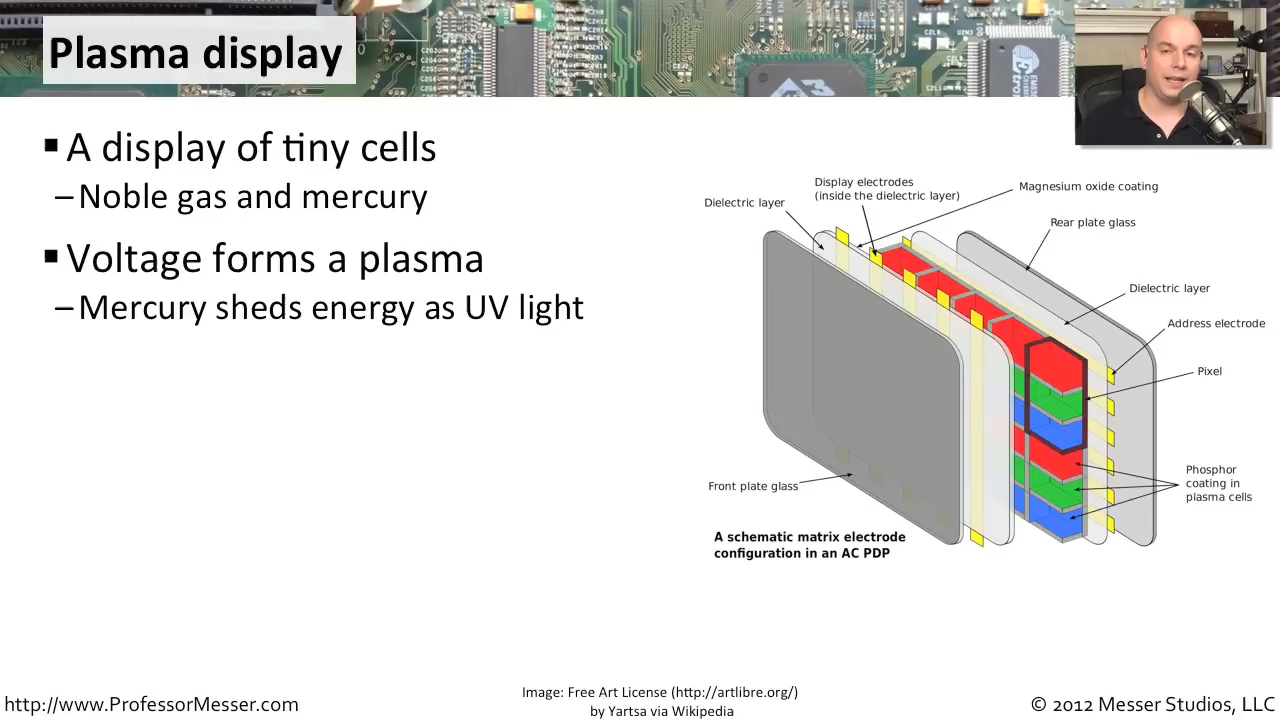 Plasma display
▪ A display of tiny cells
– Noble gas and mercury
▪ Voltage forms a plasma
– Mercury sheds energy as UV light
Display electrodes
(inside the dielectric layer)
Magnesium oxide coating
Dielectric layer
Rear plate glass
Dielectric layer
Address electrode
Pixel
Phosphor
coating in
plasma cells
Front plate glass
A schematic matrix electrode
configuration in an AC PDP
http://www.ProfessorMesser.com
Image: Free Art License (http://artlibre.org/)
by Yartsa via Wikipedia
© 2012 Messer Studios, LLC